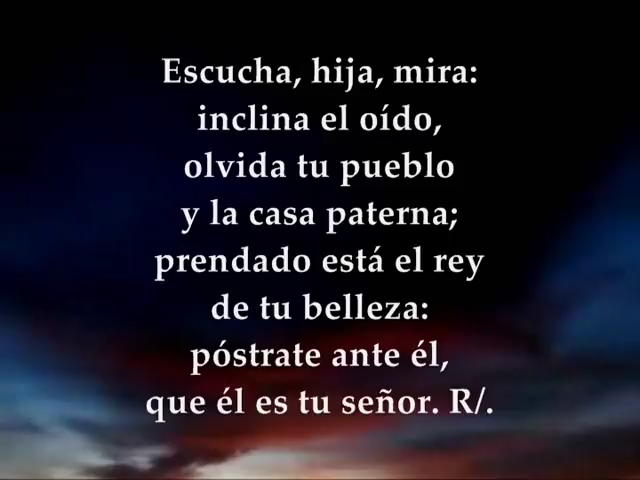 Escucha, hija, mira:
inclina el oído,
olvida tu pueblo
y la casa paterna;
prendado está el rey
de tu belleza:
póstrate ante él,
que él es tu señor. R/.